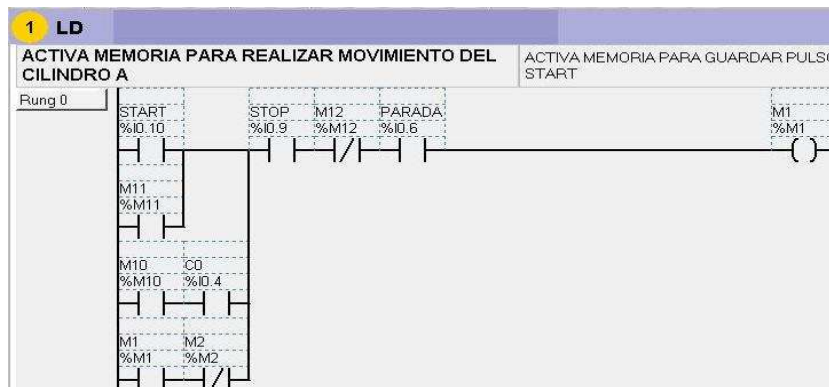 1 LD
ACTIVA MEMORIA PARA REALIZAR MOVIMIENTO DEL
CILINDRO A
ACTIVA MEMORIA PARA GUARDAR PULSO
START
Rung 0
START STOP M12 PARADA M1
%I0.10 %I0.9 %M12 %I0.6 %M1
M11
%M11
M10 C0
%M10 %I0.4
M1 M2
%M1 %M2